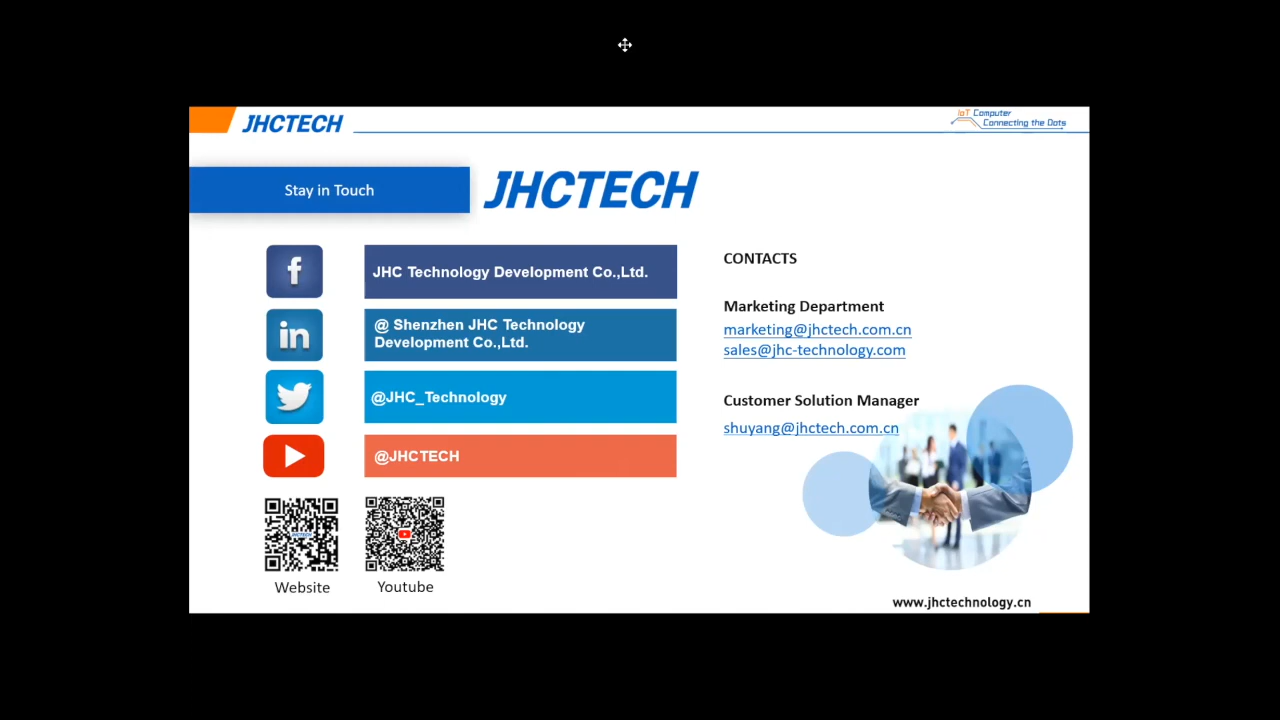 JHCTECH
IoT Computer
Connecting the Dots
Stay in Touch
JHCTECH
JHC Technology Development Co.,Ltd.
@ Shenzhen JHC Technology
Development Co.,Ltd.
@JHC_Technology
@JHCTECH
Website
Youtube
CONTACTS
Marketing Department
marketing@jhctech.com.cn
sales@jhc-technology.com
Customer Solution Manager
shuyang@jhctech.com.cn
www.jhctechnology.cn